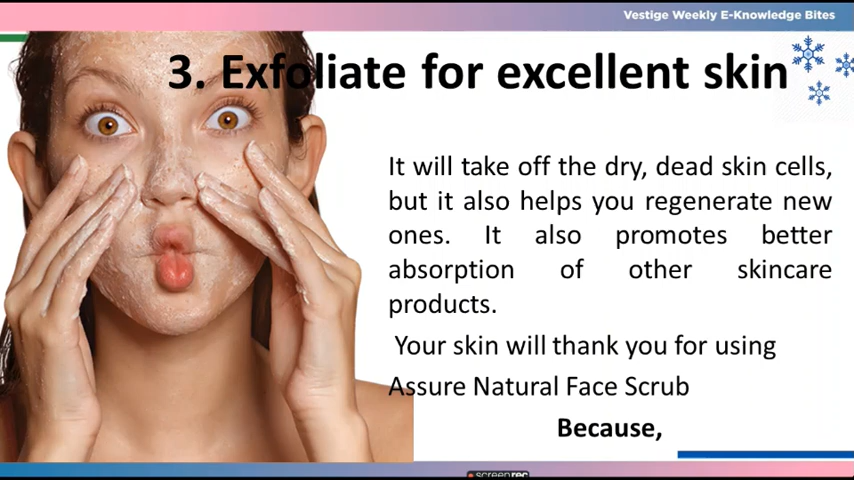 Vestige Weekly E-Knowledge Bites
3. Exfoliate for excellent skin
It will take off the dry, dead skin cells,
but it also helps you regenerate new
ones. It also promotes better
absorption of other skincare
products.
Your skin will thank you for using
Assure Natural Face Scrub
Because,
screenrec